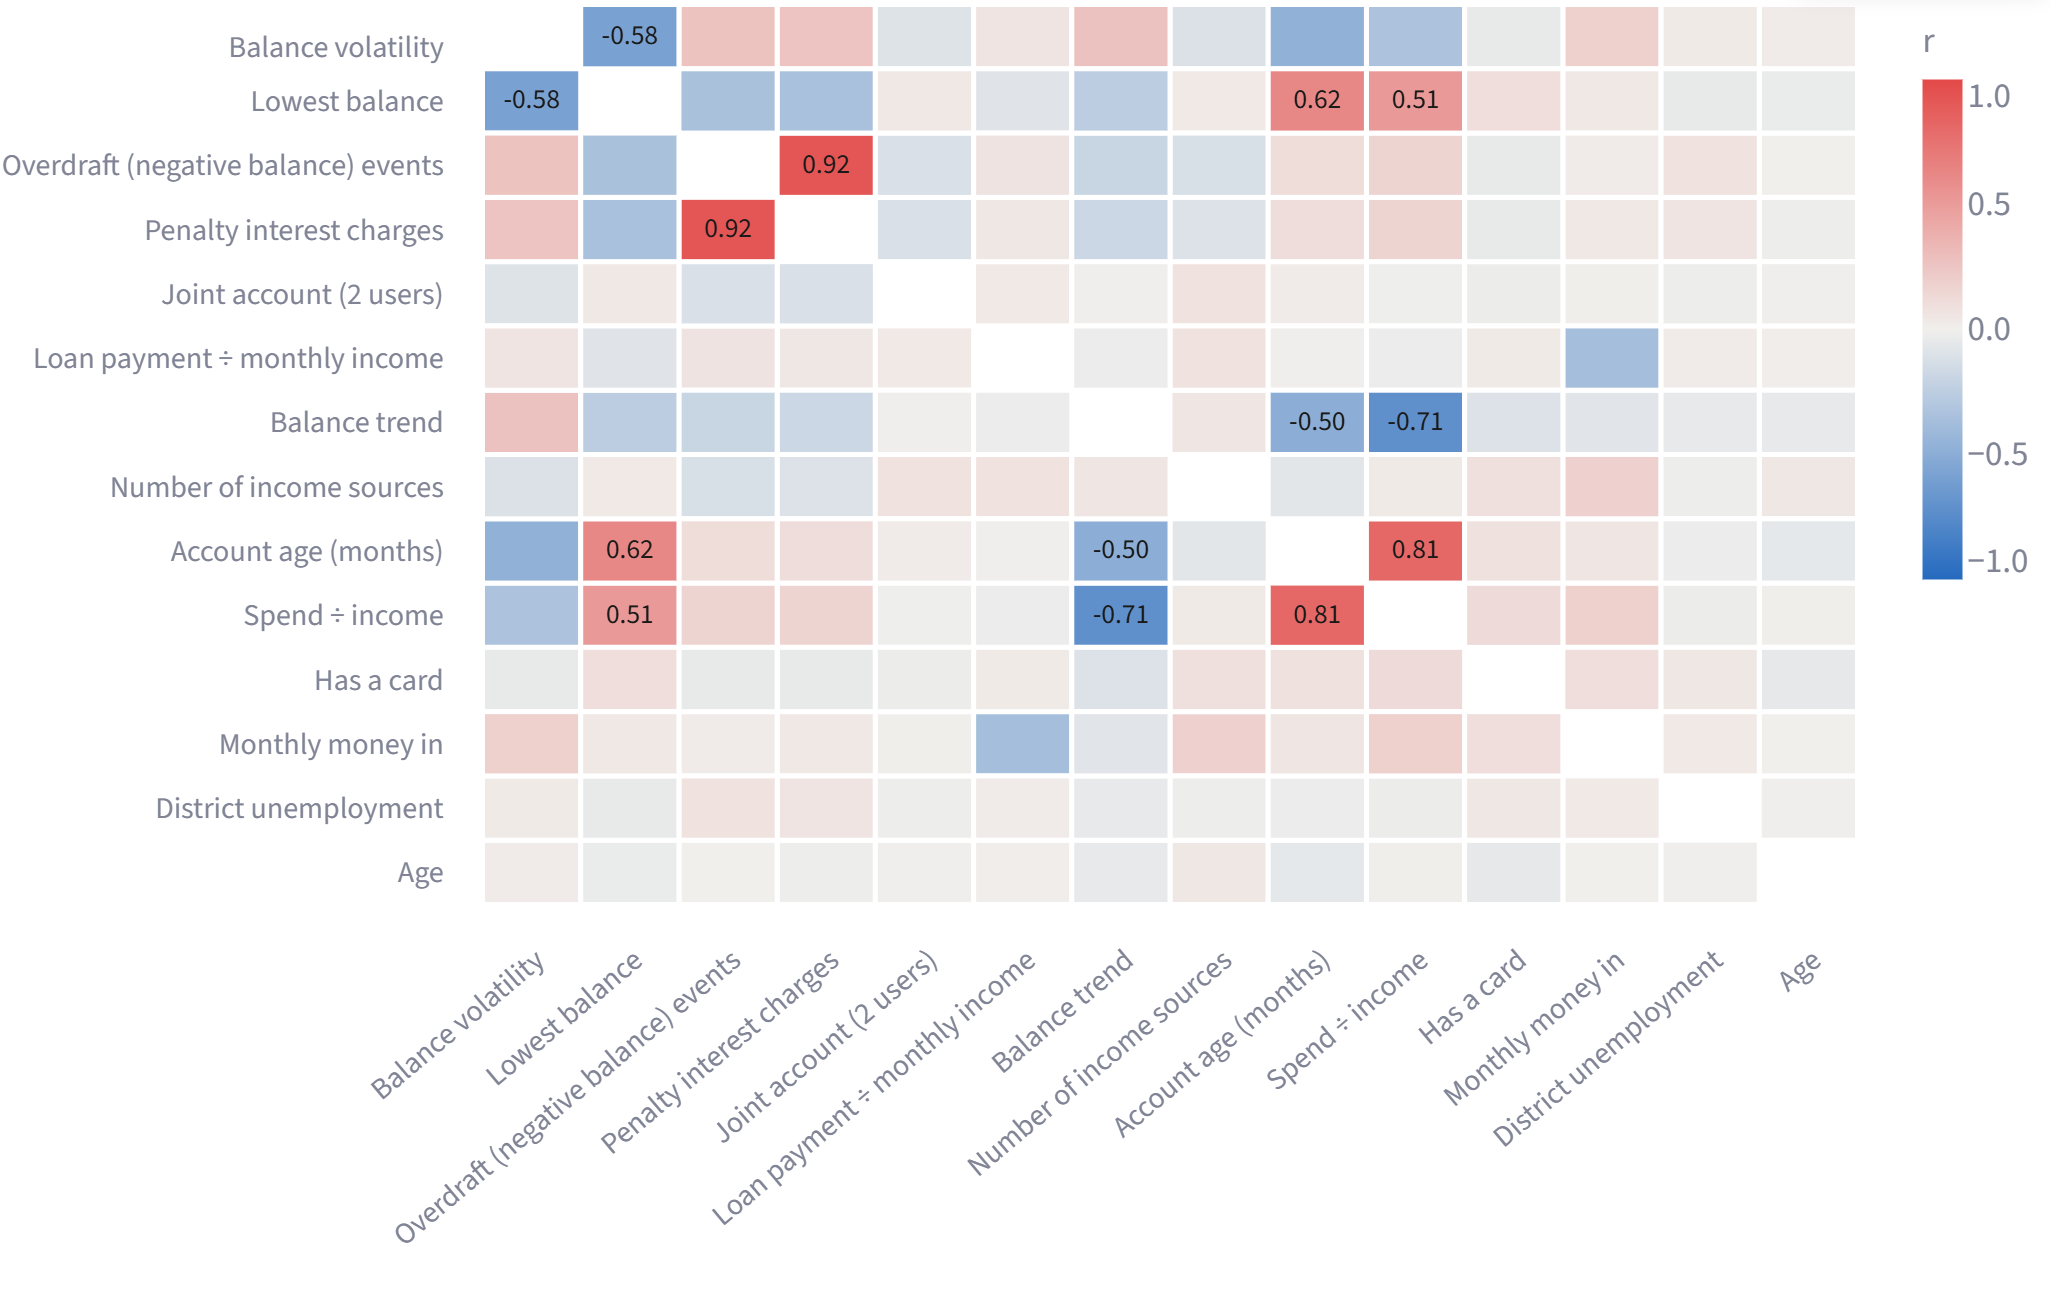 Balance volatility
-0.58
r
Lowest balance
-0.58
0.62
0.51
1.0
Overdraft (negative balance) events
0.92
0.5
Penalty interest charges
0.92
Joint account (2 users)
0.0
Loan payment ÷ monthly income
Balance trend
-0.50
-0.71
−0.5
Number of income sources
Account age (months)
0.62
-0.50
0.81
−1.0
Spend ÷ income
0.51
-0.71
0.81
Has a card
Monthly money in
District unemployment
Age
Balance volatility
Lowest balance
Overdraft (negative balance) events
Penalty interest charges
Joint account (2 users)
Loan payment ÷ monthly income
Balance trend
Number of income sources
Account age (months)
Spend ÷ income
Has a card
Monthly money in
District unemployment
Age